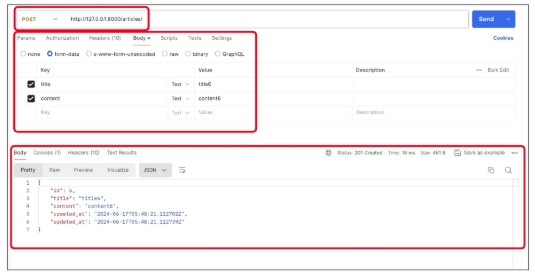 POST http://127.0.0.1:8000/articles/ Send
Params Authorization Headers (10) Body Scripts Tests Settings Cookies
none form-data x-www-form-urlencoded raw binary GraphQL
Key Value Description Bulk Edit
title Text title6
content Text content6
Key Text Value Description
Body Cookies (1) Headers (10) Test Results Status: 201 Created Time: 16 ms Size: 461 B Save as example
Pretty Raw Preview Visualize JSON
1 {
2 "id": 6,
3 "title": "title6",
4 "content": "content6",
5 "created_at": "2024-06-17T05:48:21.112702Z",
6 "updated_at": "2024-06-17T05:48:21.112739Z"
7 }